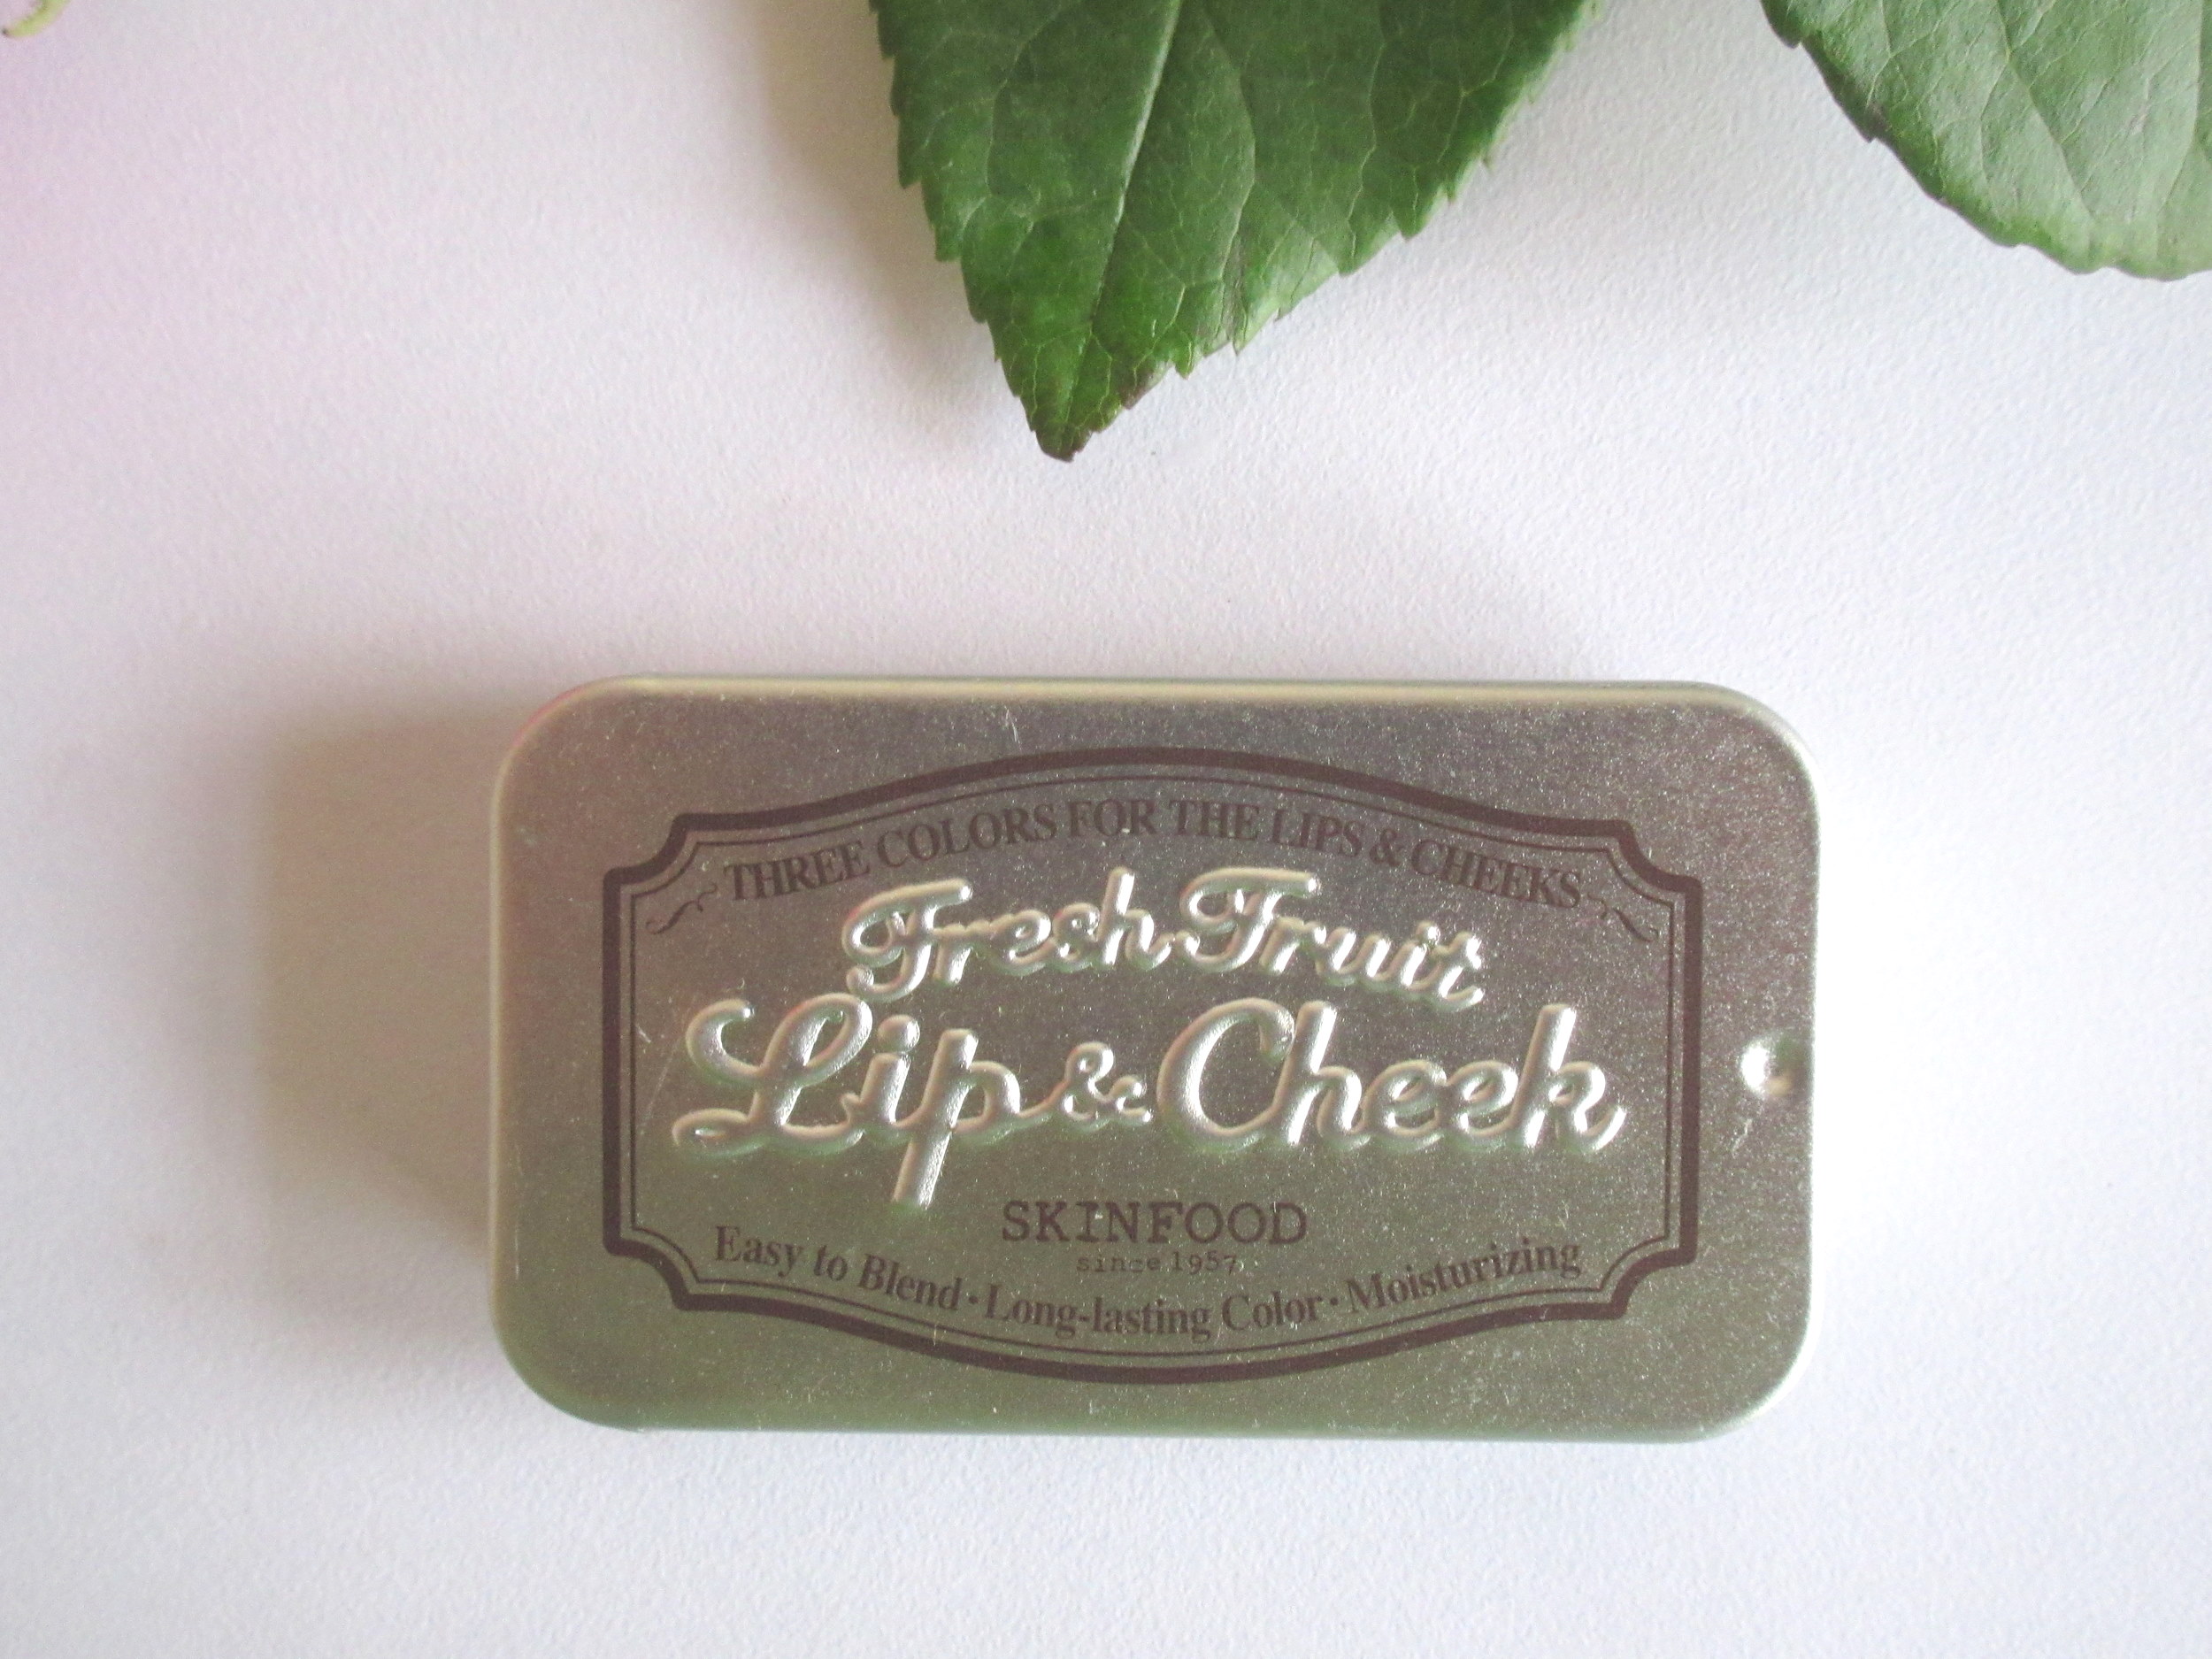 THREE COLORS FOR THE LIPS & CHEEKS
Fresh Fruit
Lip & Cheek
SKINFOOD
since 1957
Easy to Blend·Long-lasting Color·Moisturizing